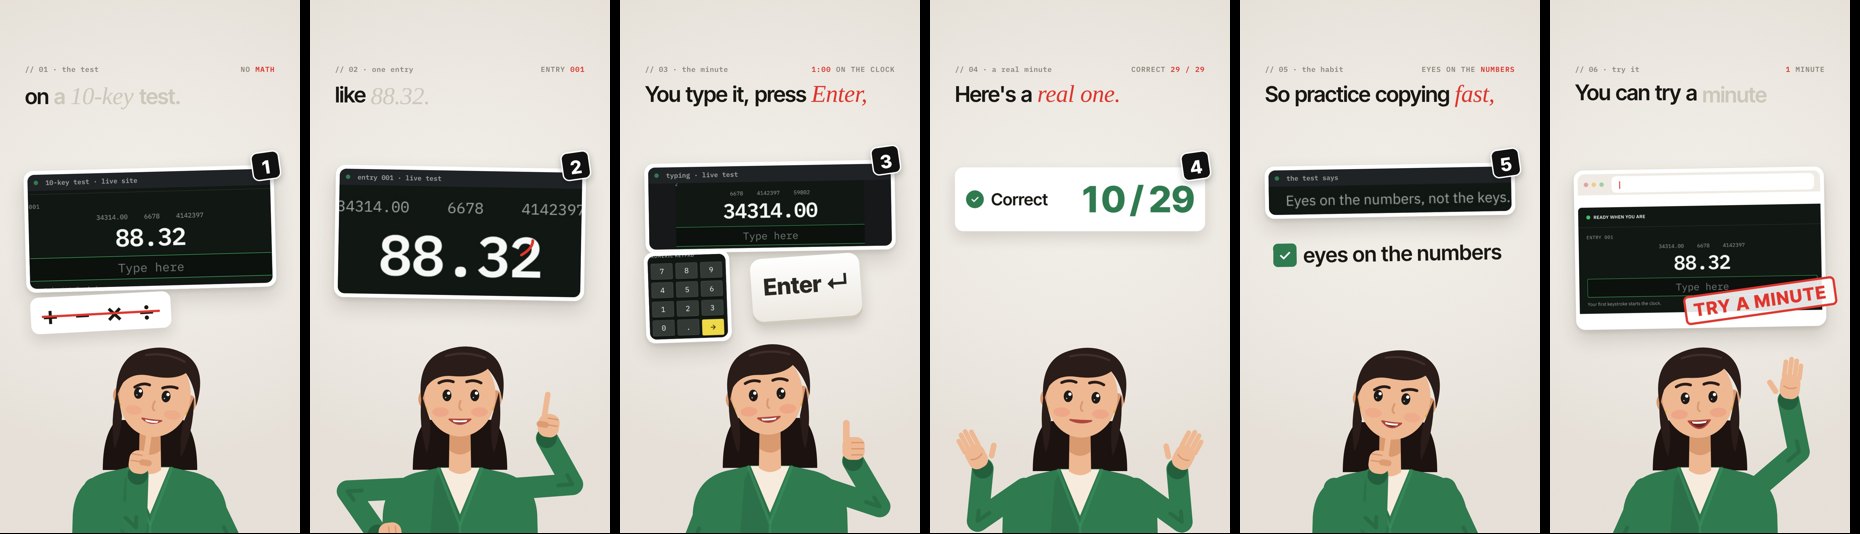 // 01 · the test NO MATH
on a 10-key test.
1
10-key test · live site
001
34314.00 6678 4142397
88.32
Type here
+ − × ÷
// 02 · one entry ENTRY 001
like 88.32.
2
entry 001 · live test
34314.00 6678 4142397
88.32
// 03 · the minute 1:00 ON THE CLOCK
You type it, press Enter,
3
typing · live test
6678 4142397 59802
34314.00
Type here
7 8 9
4 5 6
1 2 3
0 . →
Enter ↵
// 04 · a real minute CORRECT 29 / 29
Here's a real one.
4
Correct 10/29
// 05 · the habit EYES ON THE NUMBERS
So practice copying fast,
5
the test says
Eyes on the numbers, not the keys.
eyes on the numbers
// 06 · try it 1 MINUTE
You can try a minute
READY WHEN YOU ARE
ENTRY 001
34314.00 6678 4142397
88.32
Type here
Your first keystroke starts the clock.
TRY A MINUTE